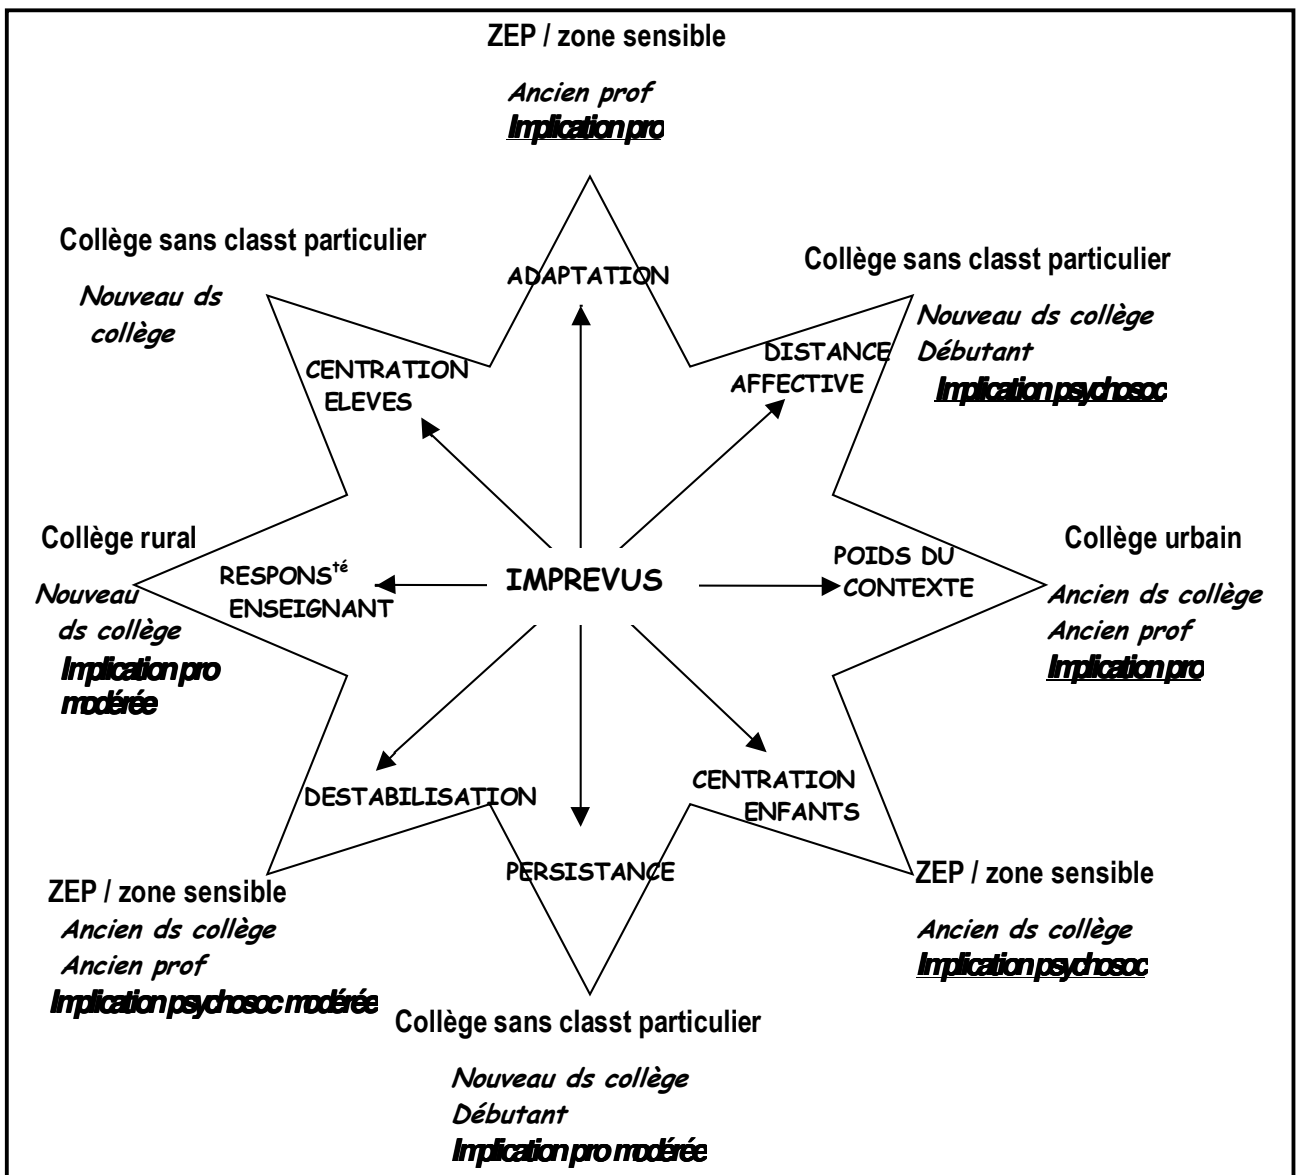 ZEP / zone sensible
Ancien prof
Implication pro
Collège sans classt particulier
Nouveau ds
collège
Collège sans classt particulier
Nouveau ds collège
Débutant
Implication psychosoc
ADAPTATION
DISTANCE
AFFECTIVE
CENTRATION
ELEVES
Collège rural
Nouveau
ds collège
Implication pro
modérée
RESPONSté
ENSEIGNANT
IMPREVUS
POIDS DU
CONTEXTE
Collège urbain
Ancien ds collège
Ancien prof
Implication pro
DESTABILISATION
PERSISTANCE
CENTRATION
ENFANTS
ZEP / zone sensible
Ancien ds collège
Ancien prof
Implication psychosoc modérée
ZEP / zone sensible
Ancien ds collège
Implication psychosoc
Collège sans classt particulier
Nouveau ds collège
Débutant
Implication pro modérée